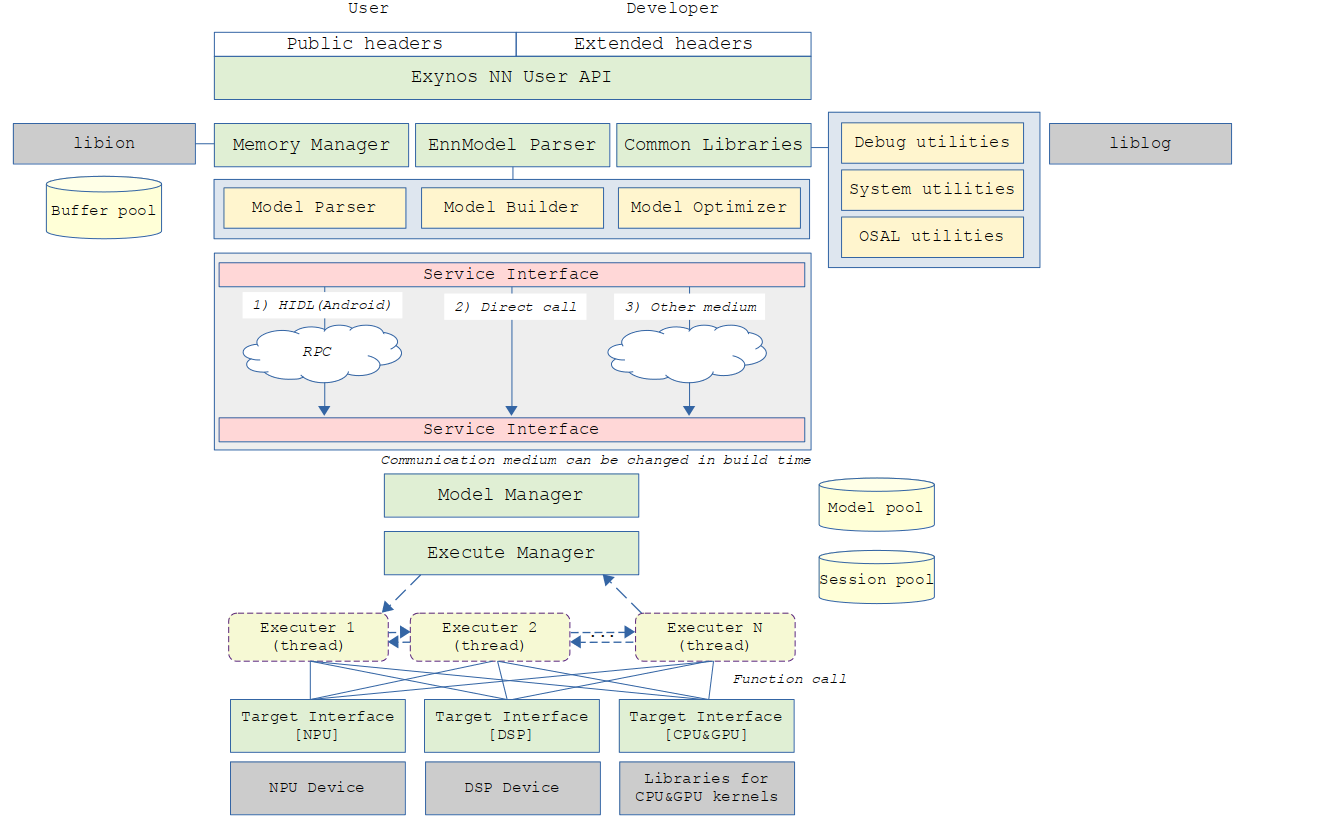 User
Developer
Public headers
Extended headers
Exynos NN User API
libion
Memory Manager
EnnModel Parser
Common Libraries
Debug utilities
liblog
System utilities
OSAL utilities
Buffer pool
Model Parser
Model Builder
Model Optimizer
Service Interface
1) HIDL(Android)
2) Direct call
3) Other medium
RPC
Service Interface
Communication medium can be changed in build time
Model Manager
Model pool
Execute Manager
Session pool
Executer 1
(thread)
Executer 2
(thread)
...
Executer N
(thread)
Function call
Target Interface
[NPU]
Target Interface
[DSP]
Target Interface
[CPU&GPU]
NPU Device
DSP Device
Libraries for
CPU&GPU kernels